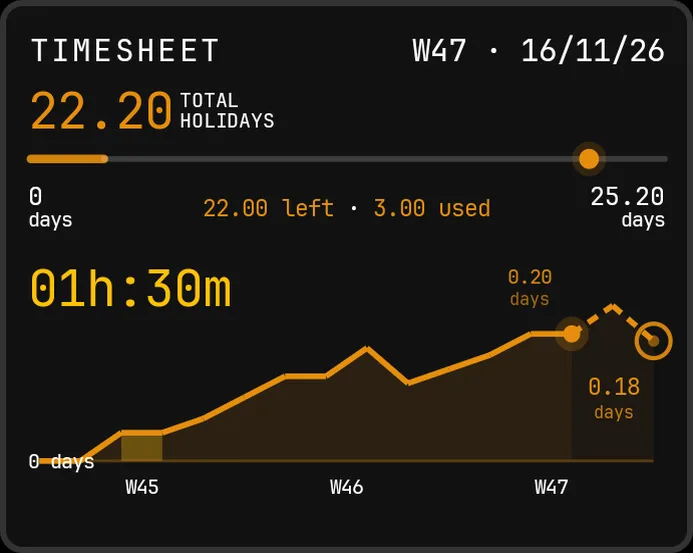 TIMESHEET
W47 · 16/11/26
22.20 TOTAL HOLIDAYS
0 days
22.00 left · 3.00 used
25.20 days
01h:30m
0.20 days
0.18 days
0 days
W45 W46 W47